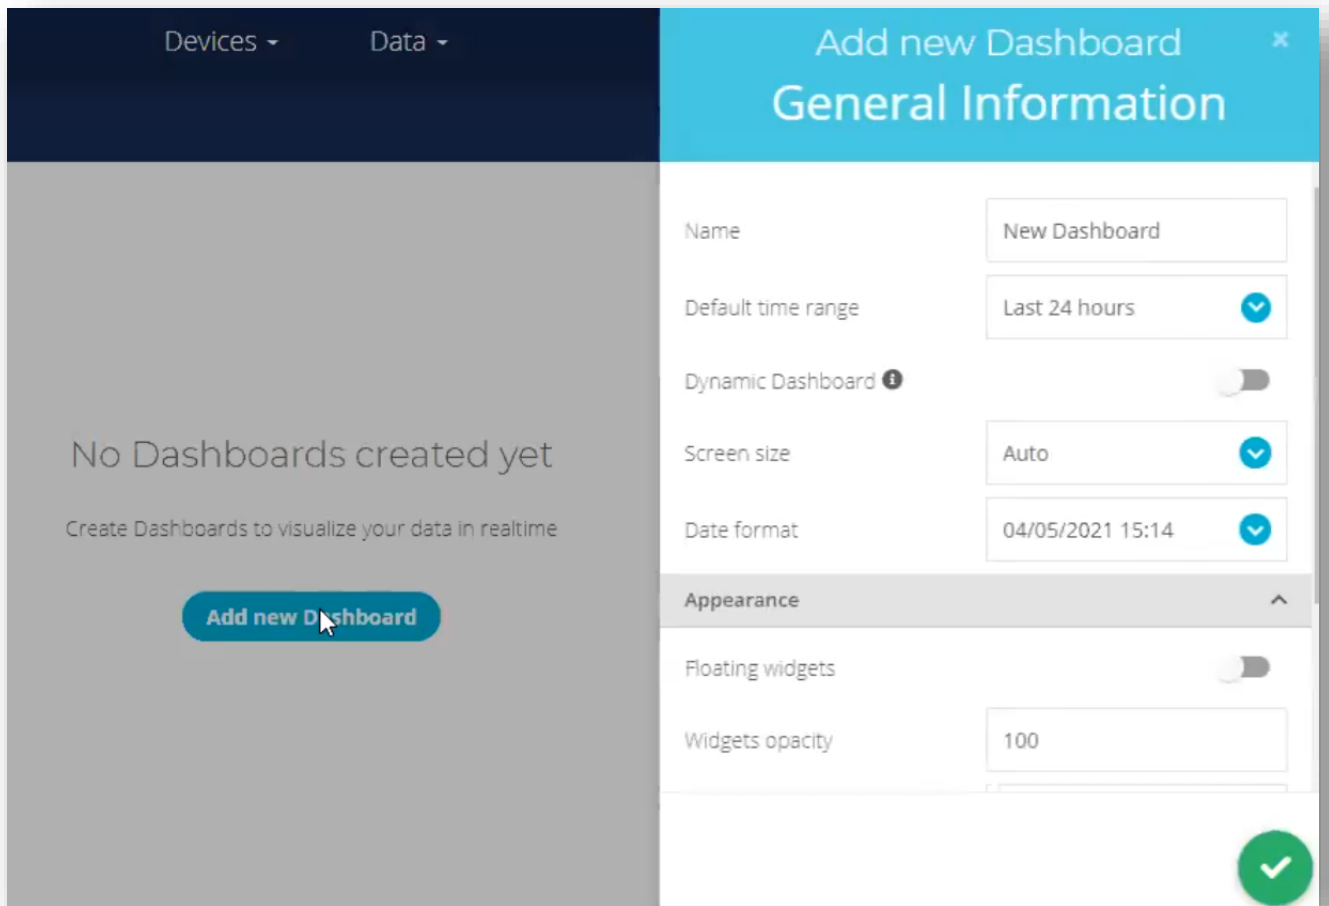 Devices
Data
Add new Dashboard
General Information
No Dashboards created yet
Create Dashboards to visualize your data in realtime
Add new Dashboard
Name
New Dashboard
Default time range
Last 24 hours
Dynamic Dashboard
Screen size
Auto
Date format
04/05/2021 15:14
Appearance
Floating widgets
Widgets opacity
100